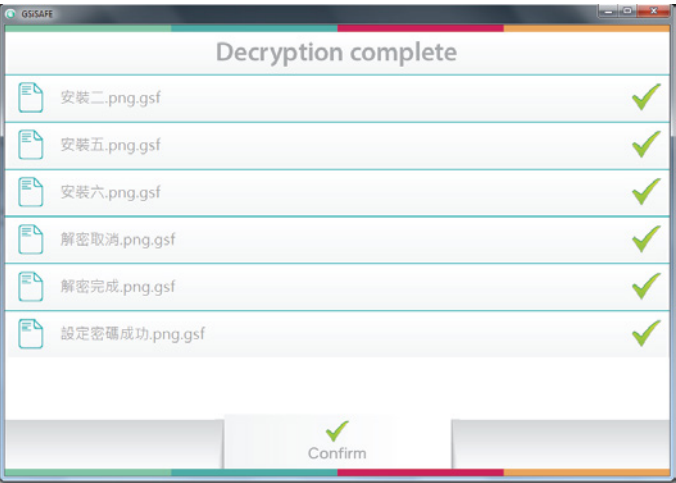 GSiSAFE
Decryption complete
安裝二.png.gsf
安裝五.png.gsf
安裝六.png.gsf
解密取消.png.gsf
解密完成.png.gsf
設定密碼成功.png.gsf
Confirm